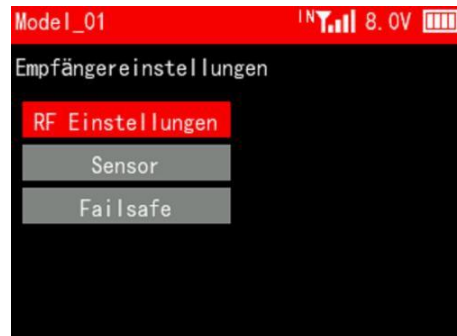 Model_01 IN 8.0V
Empfängereinstellungen
RF Einstellungen
Sensor
Failsafe